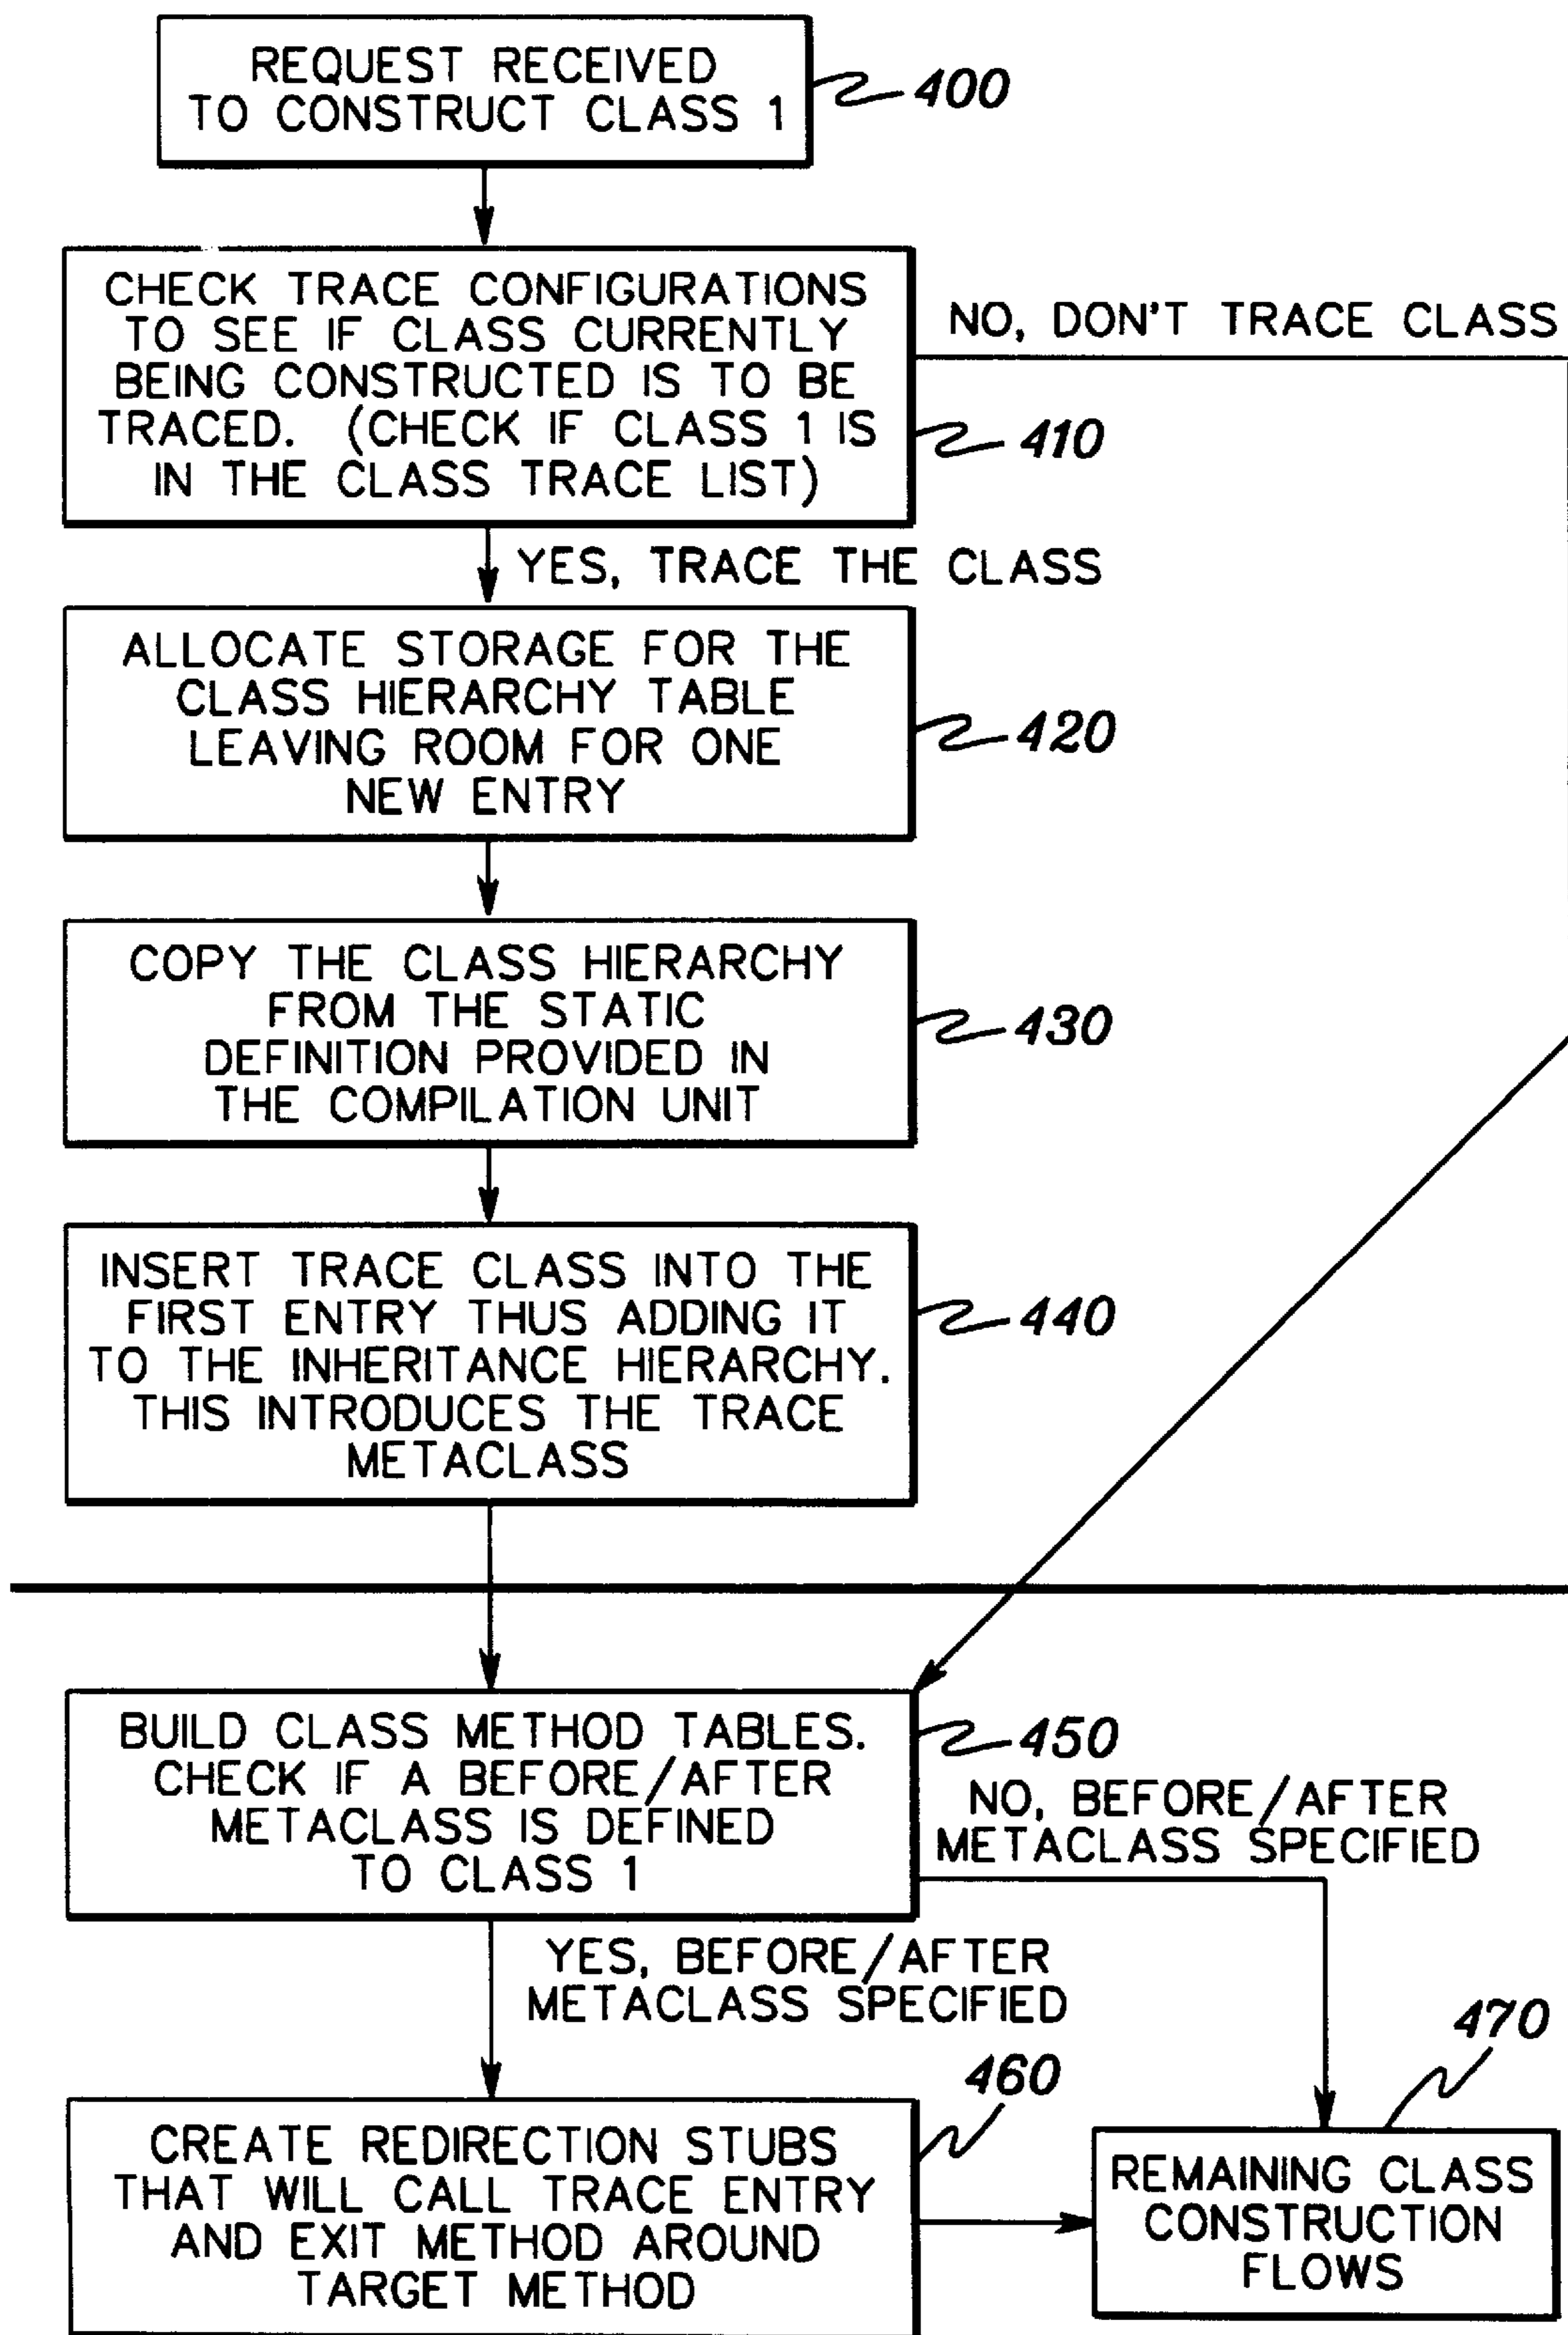 REQUEST RECEIVED
TO CONSTRUCT CLASS 1
400
CHECK TRACE CONFIGURATIONS
TO SEE IF CLASS CURRENTLY
BEING CONSTRUCTED IS TO BE
TRACED. (CHECK IF CLASS 1 IS
IN THE CLASS TRACE LIST)
NO, DON'T TRACE CLASS
410
YES, TRACE THE CLASS
ALLOCATE STORAGE FOR THE
CLASS HIERARCHY TABLE
LEAVING ROOM FOR ONE
NEW ENTRY
420
COPY THE CLASS HIERARCHY
FROM THE STATIC
DEFINITION PROVIDED IN
THE COMPILATION UNIT
430
INSERT TRACE CLASS INTO THE
FIRST ENTRY THUS ADDING IT
TO THE INHERITANCE HIERARCHY.
THIS INTRODUCES THE TRACE
METACLASS
440
BUILD CLASS METHOD TABLES.
CHECK IF A BEFORE/AFTER
METACLASS IS DEFINED
TO CLASS 1
450
NO, BEFORE/AFTER
METACLASS SPECIFIED
YES, BEFORE/AFTER
METACLASS SPECIFIED
460
470
CREATE REDIRECTION STUBS
THAT WILL CALL TRACE ENTRY
AND EXIT METHOD AROUND
TARGET METHOD
REMAINING CLASS
CONSTRUCTION
FLOWS